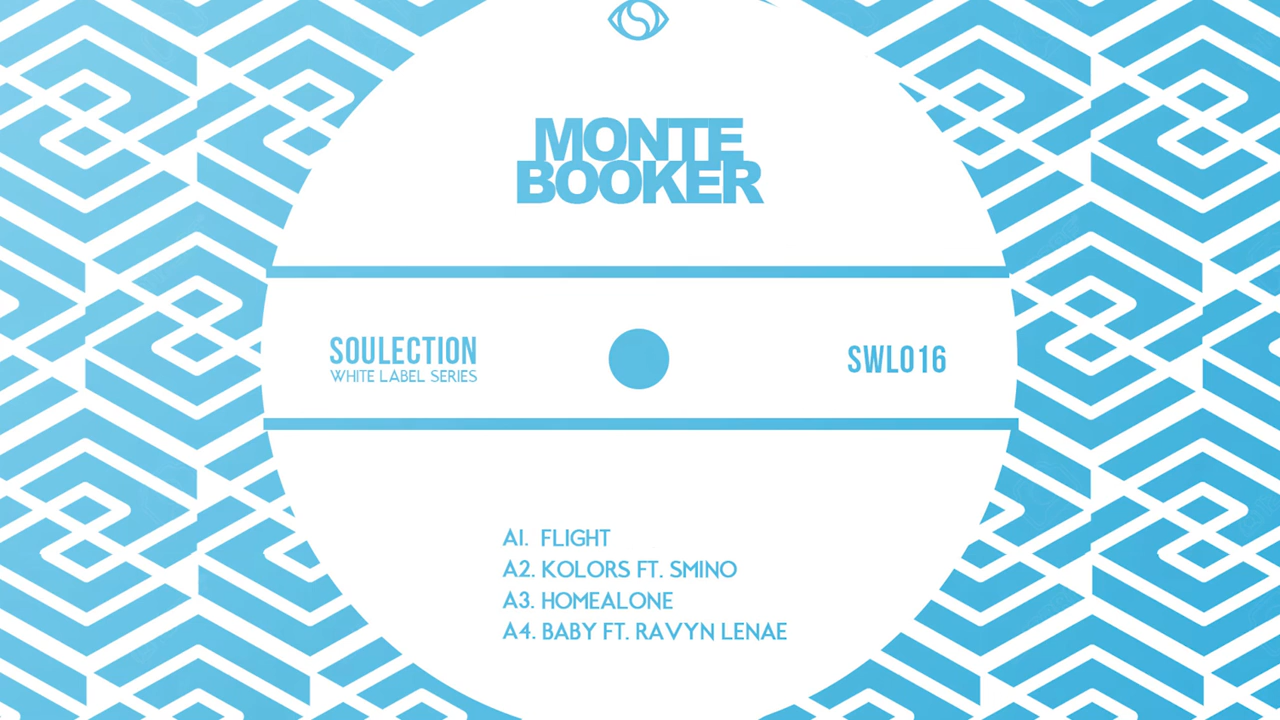 MONTE
BOOKER
SOULECTION
WHITE LABEL SERIES
SWL016
A1. FLIGHT
A2. KOLORS FT. SMINO
A3. HOMEALONE
A4. BABY FT. RAVYN LENAE